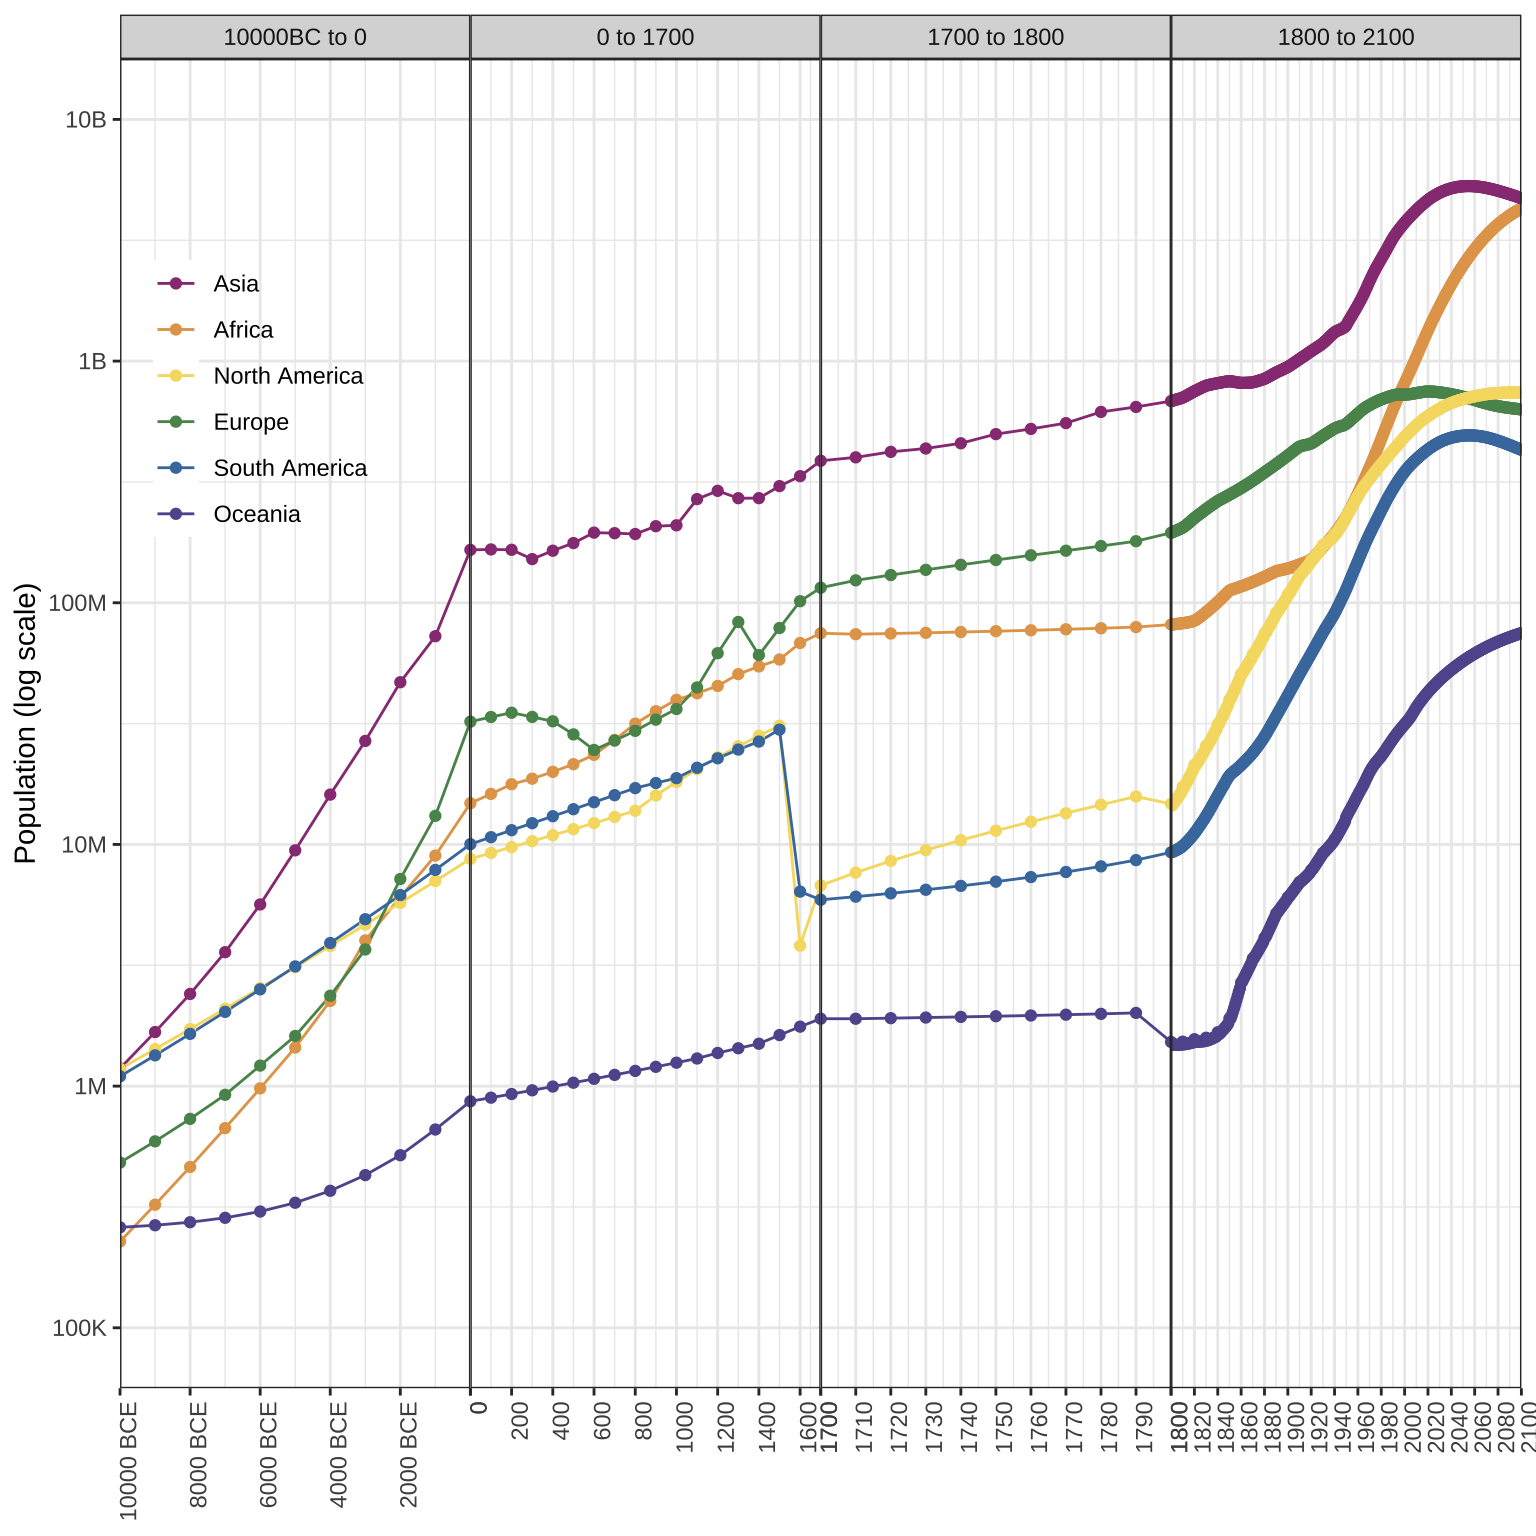 10000BC to 0
0 to 1700
1700 to 1800
1800 to 2100
Population (log scale)
10B
1B
100M
10M
1M
100K
Asia
Africa
North America
Europe
South America
Oceania
10000 BCE
8000 BCE
6000 BCE
4000 BCE
2000 BCE
0
200
400
600
800
1000
1200
1400
1600
1700
1710
1720
1730
1740
1750
1760
1770
1780
1790
1800
1820
1840
1860
1880
1900
1920
1940
1960
1980
2000
2020
2040
2060
2080
2100